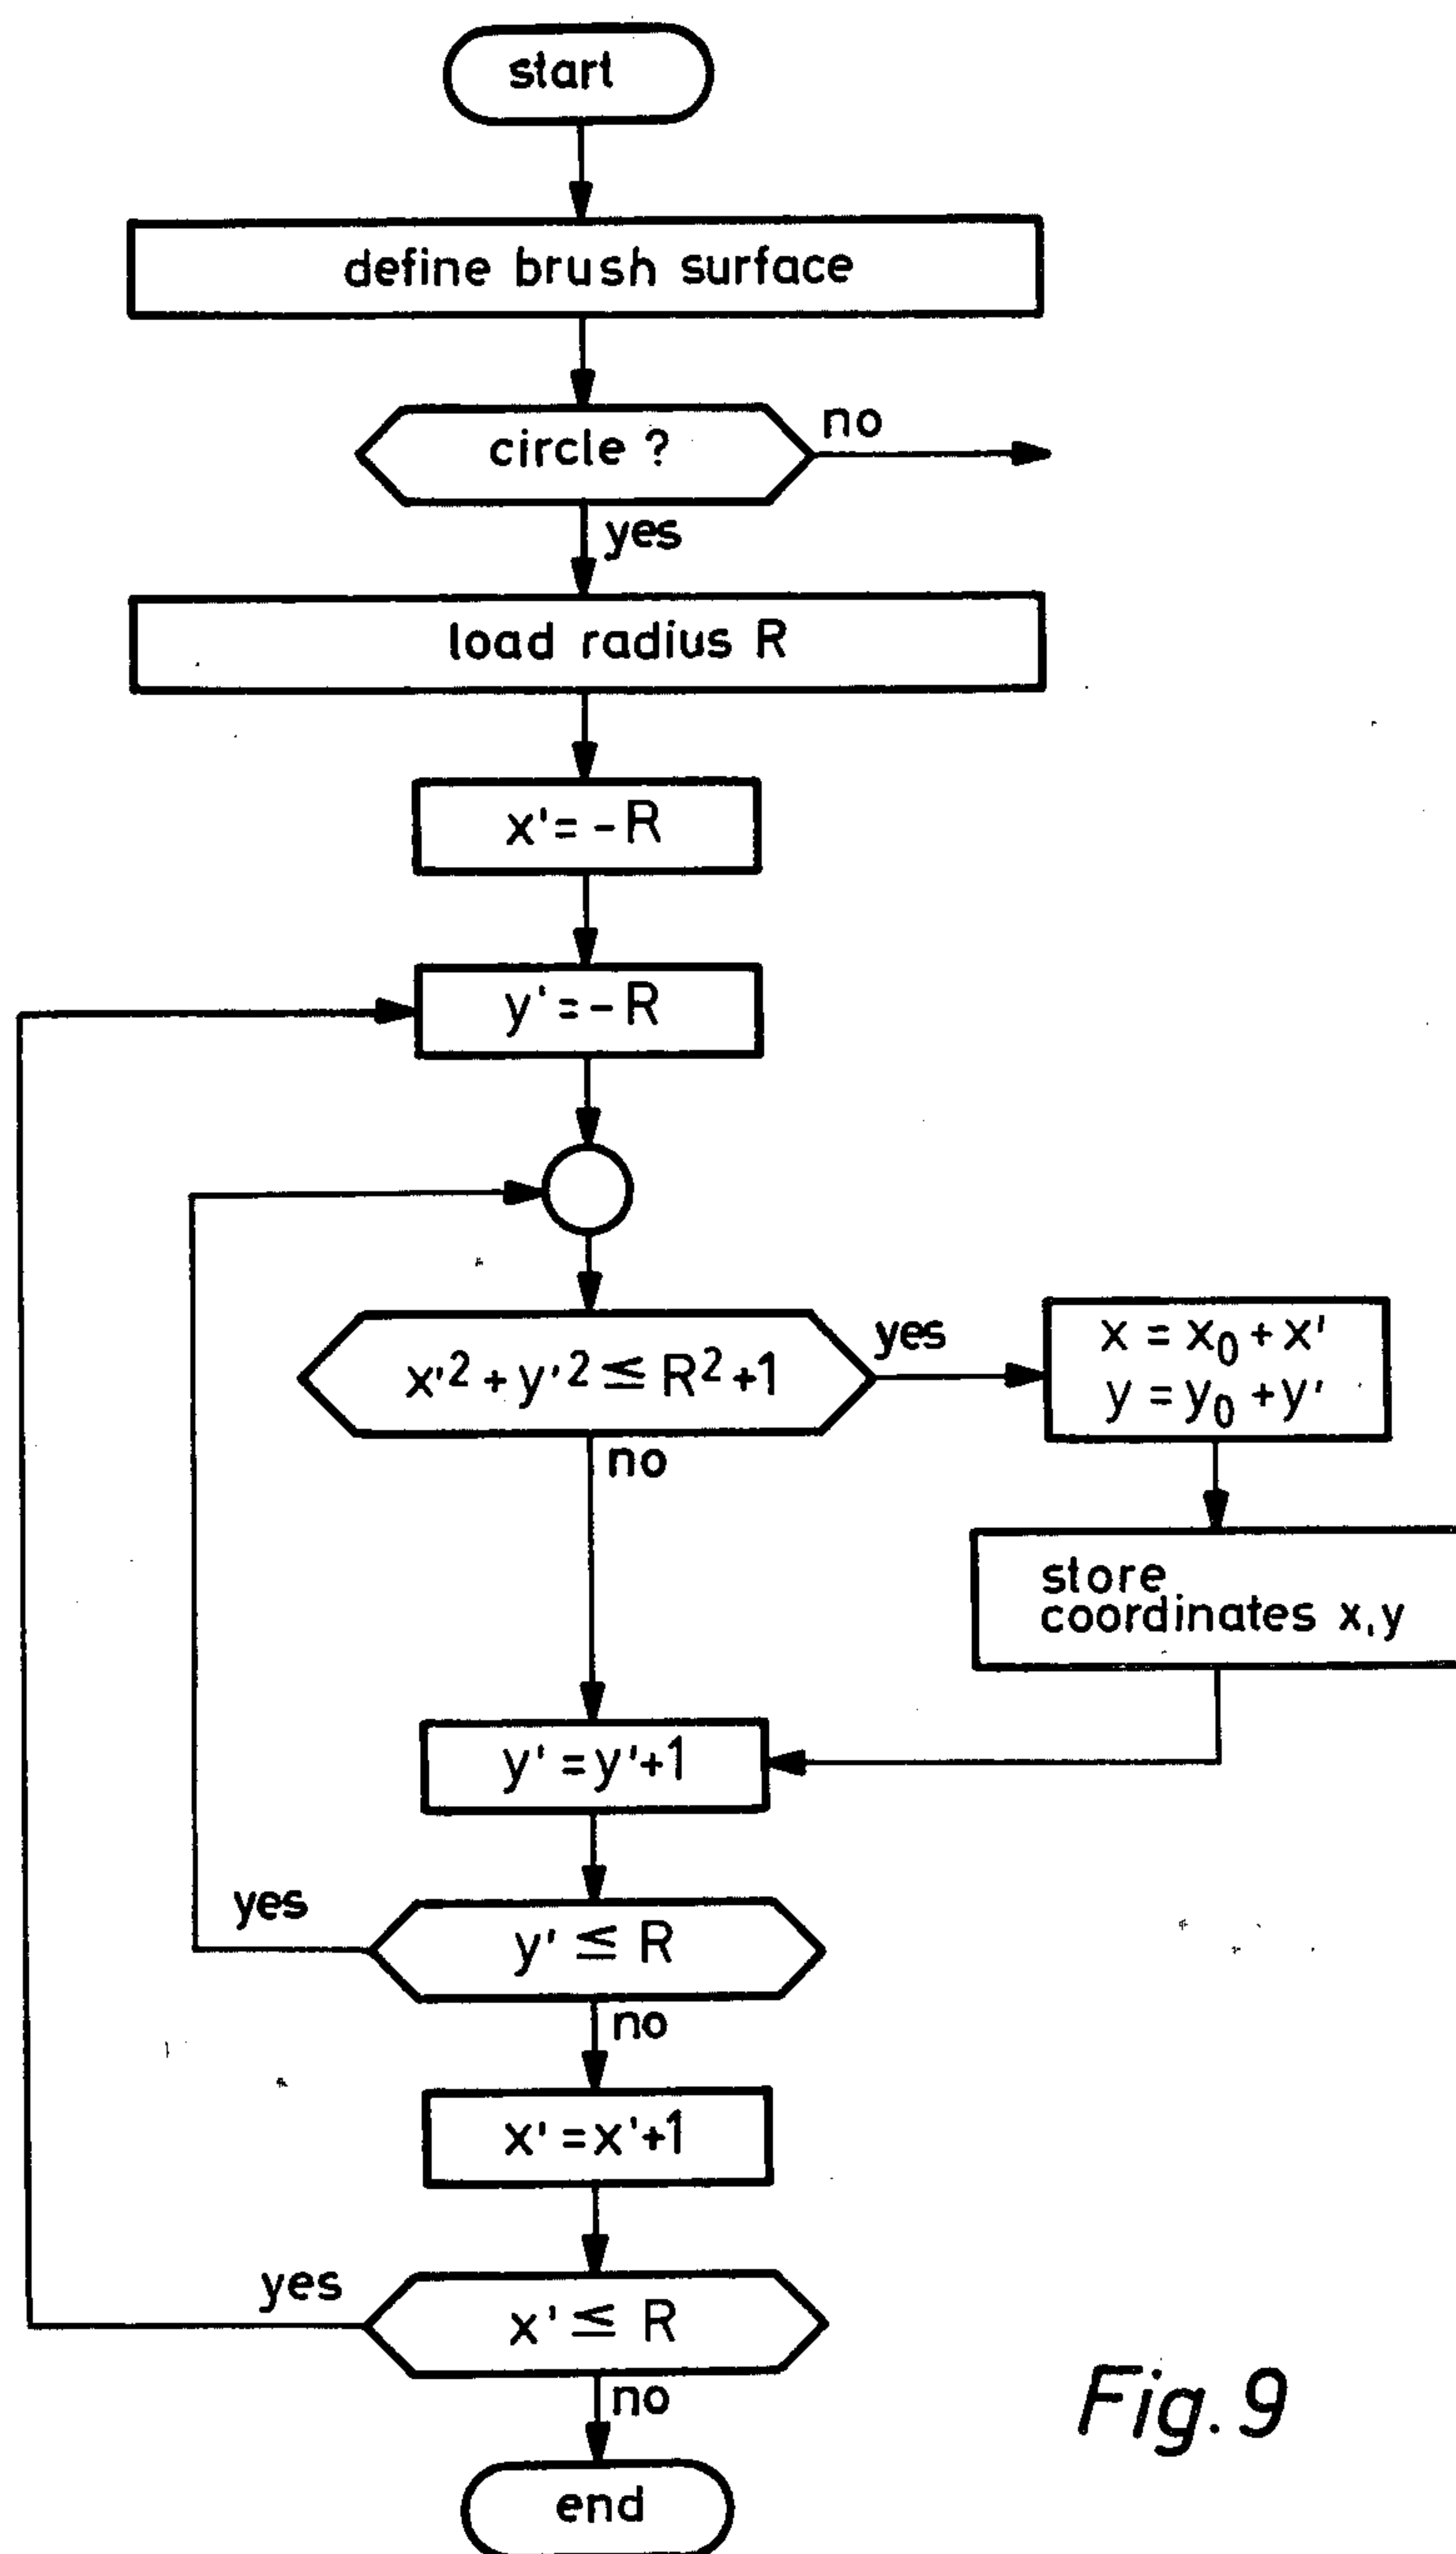 start
define brush surface
circle ?
no
yes
load radius R
x' = -R
y' = -R
x'² + y'² ≦ R² +1
yes
no
x = x₀ + x'
y = y₀ + y'
store
coordinates x,y
y' = y'+1
y' ≦ R
yes
no
x' = x'+1
x' ≦ R
yes
no
end
Fig. 9